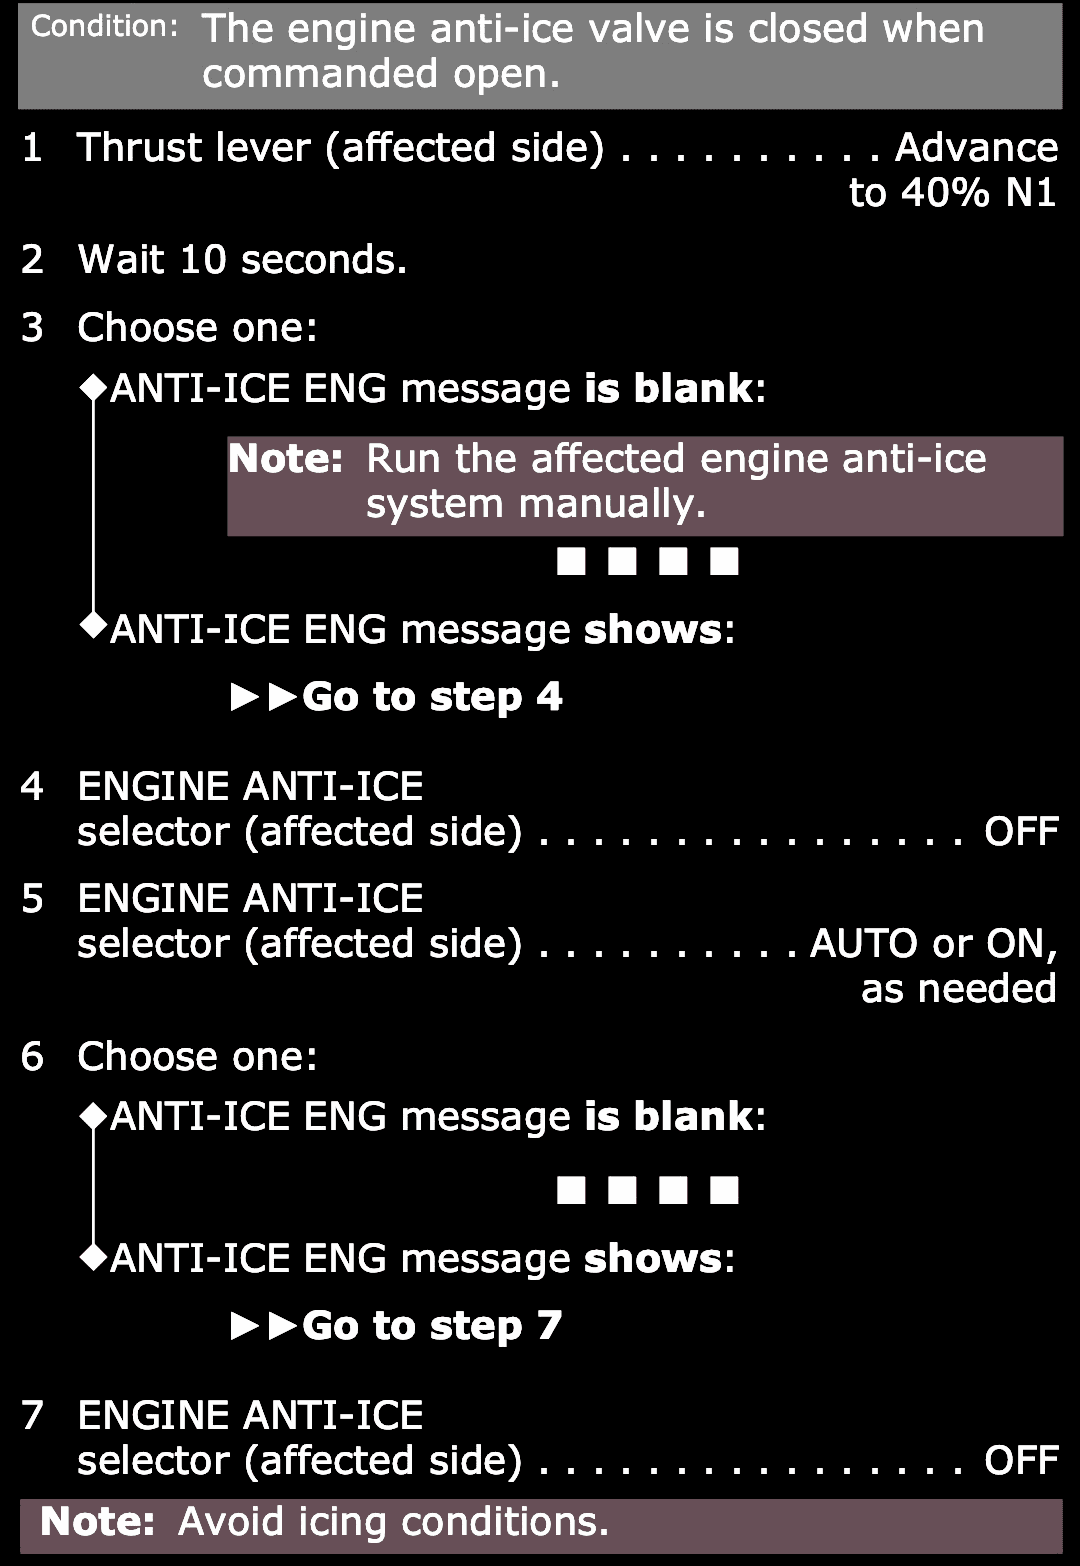 Condition: The engine anti-ice valve is closed when
commanded open.
1 Thrust lever (affected side) . . . . . . . . . . Advance
to 40% N1
2 Wait 10 seconds.
3 Choose one:
◆ANTI-ICE ENG message is blank:
Note: Run the affected engine anti-ice
system manually.
■ ■ ■ ■
◆ANTI-ICE ENG message shows:
►►Go to step 4
4 ENGINE ANTI-ICE
selector (affected side) . . . . . . . . . . . . . . . . OFF
5 ENGINE ANTI-ICE
selector (affected side) . . . . . . . . . . AUTO or ON,
as needed
6 Choose one:
◆ANTI-ICE ENG message is blank:
■ ■ ■ ■
◆ANTI-ICE ENG message shows:
►►Go to step 7
7 ENGINE ANTI-ICE
selector (affected side) . . . . . . . . . . . . . . . . OFF
Note: Avoid icing conditions.